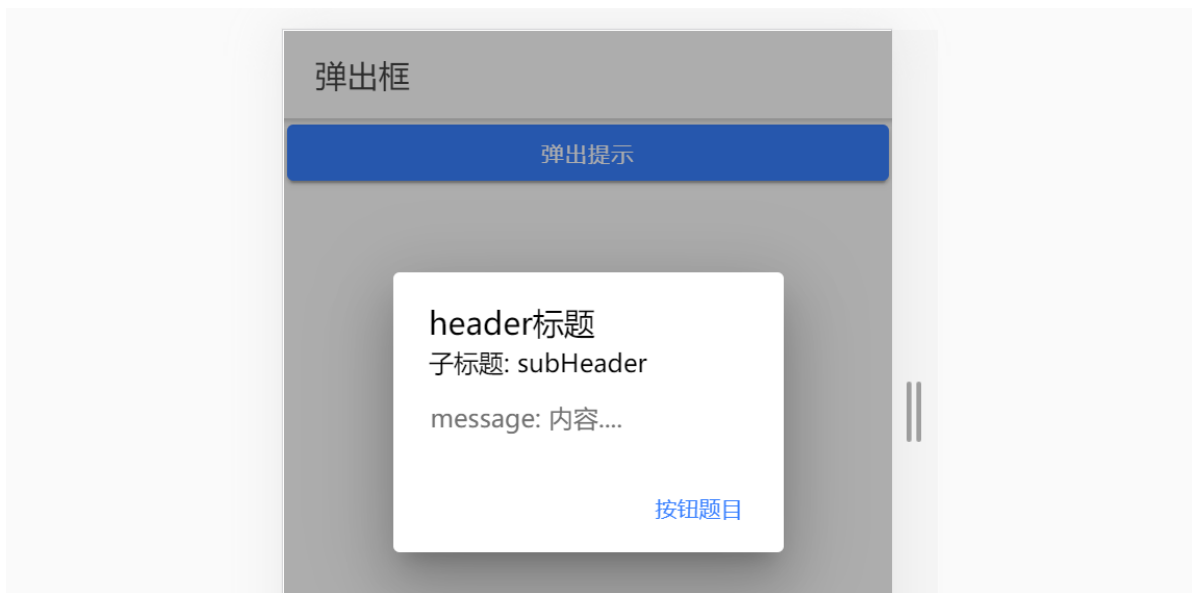 弹出框
弹出提示
header标题
子标题: subHeader
message: 内容....
按钮题目